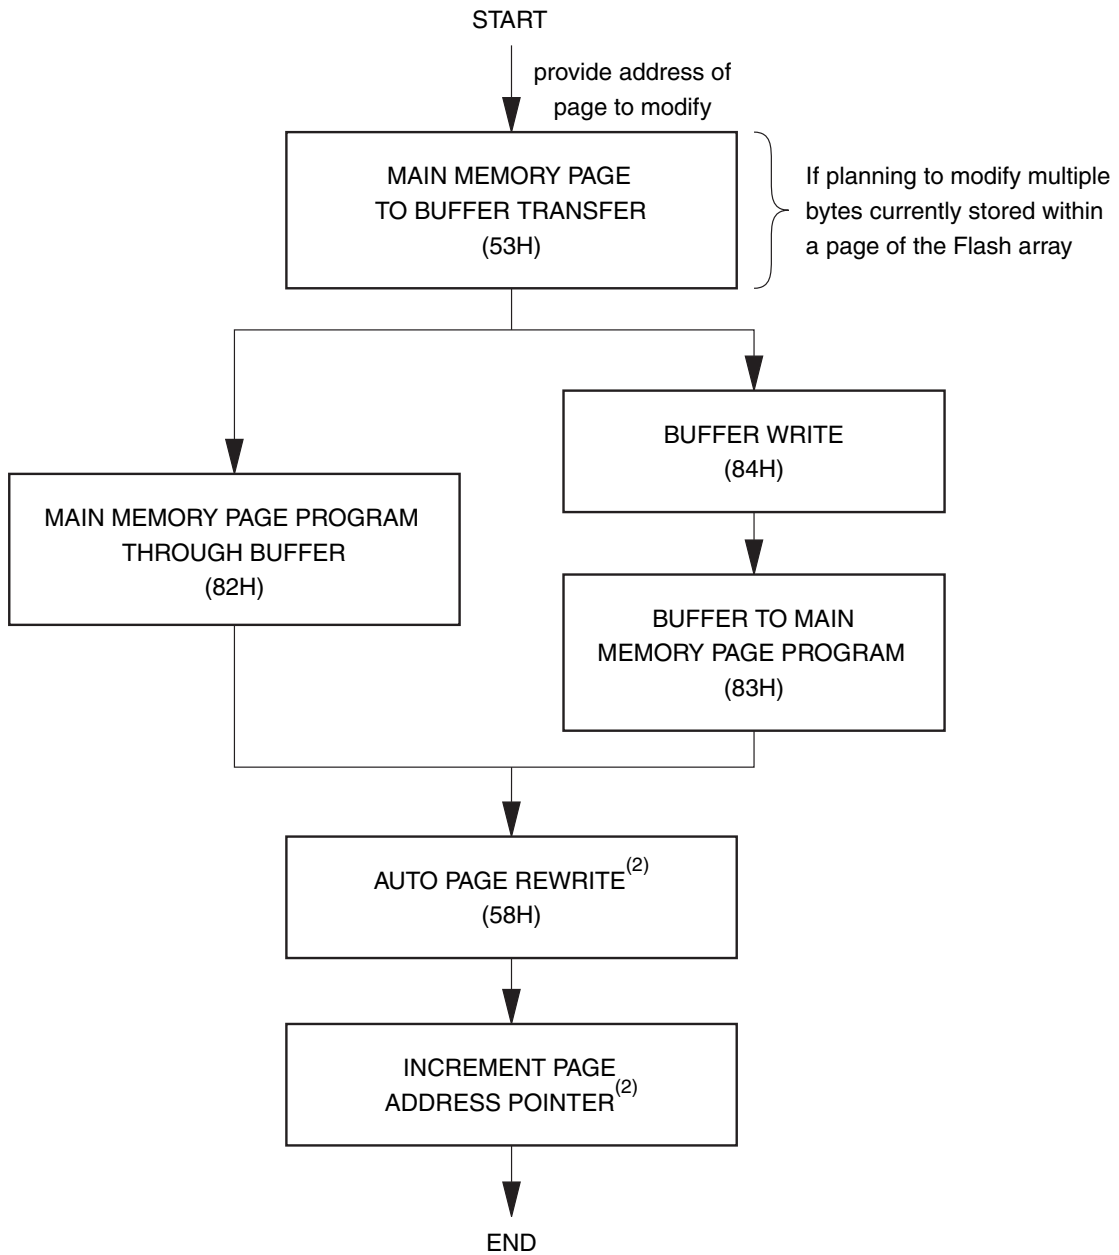 START
provide address of
page to modify
MAIN MEMORY PAGE
TO BUFFER TRANSFER
(53H)
If planning to modify multiple
bytes currently stored within
a page of the Flash array
BUFFER WRITE
(84H)
MAIN MEMORY PAGE PROGRAM
THROUGH BUFFER
(82H)
BUFFER TO MAIN
MEMORY PAGE PROGRAM
(83H)
AUTO PAGE REWRITE(2)
(58H)
INCREMENT PAGE
ADDRESS POINTER(2)
END